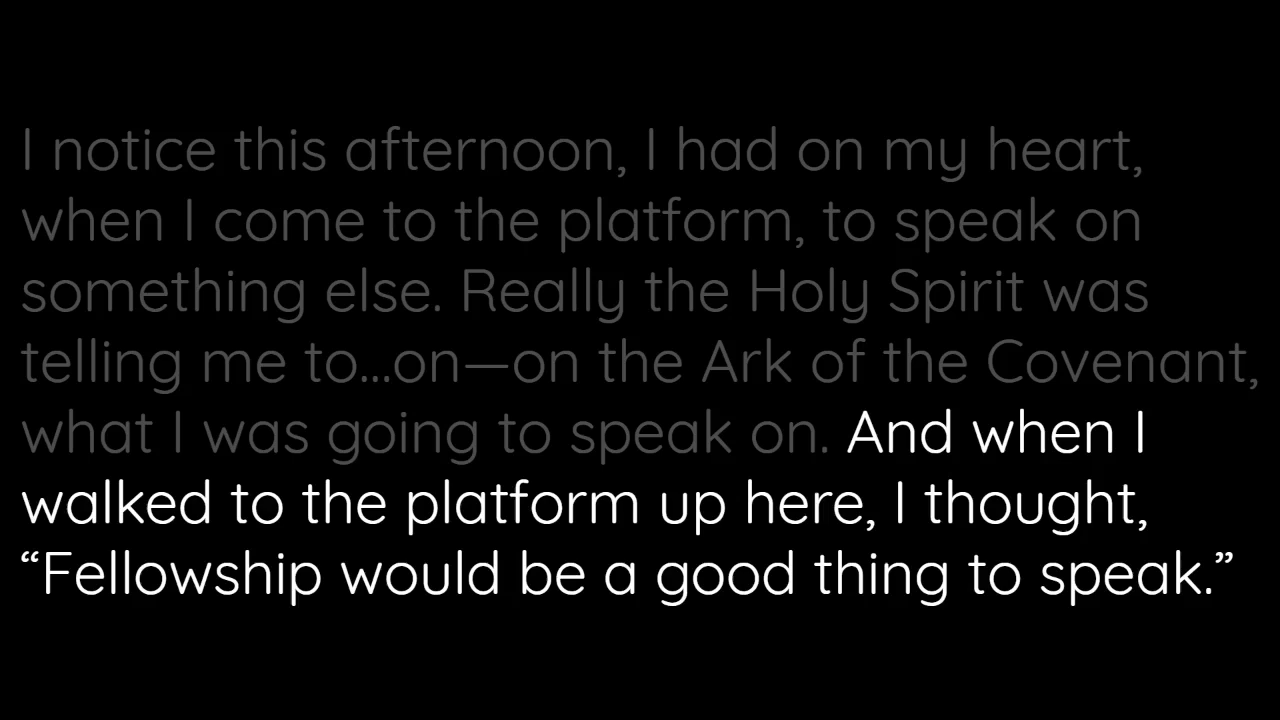 I notice this afternoon, I had on my heart,
when I come to the platform, to speak on
something else. Really the Holy Spirit was
telling me to...on—on the Ark of the Covenant,
what I was going to speak on. And when I
walked to the platform up here, I thought,
“Fellowship would be a good thing to speak.”